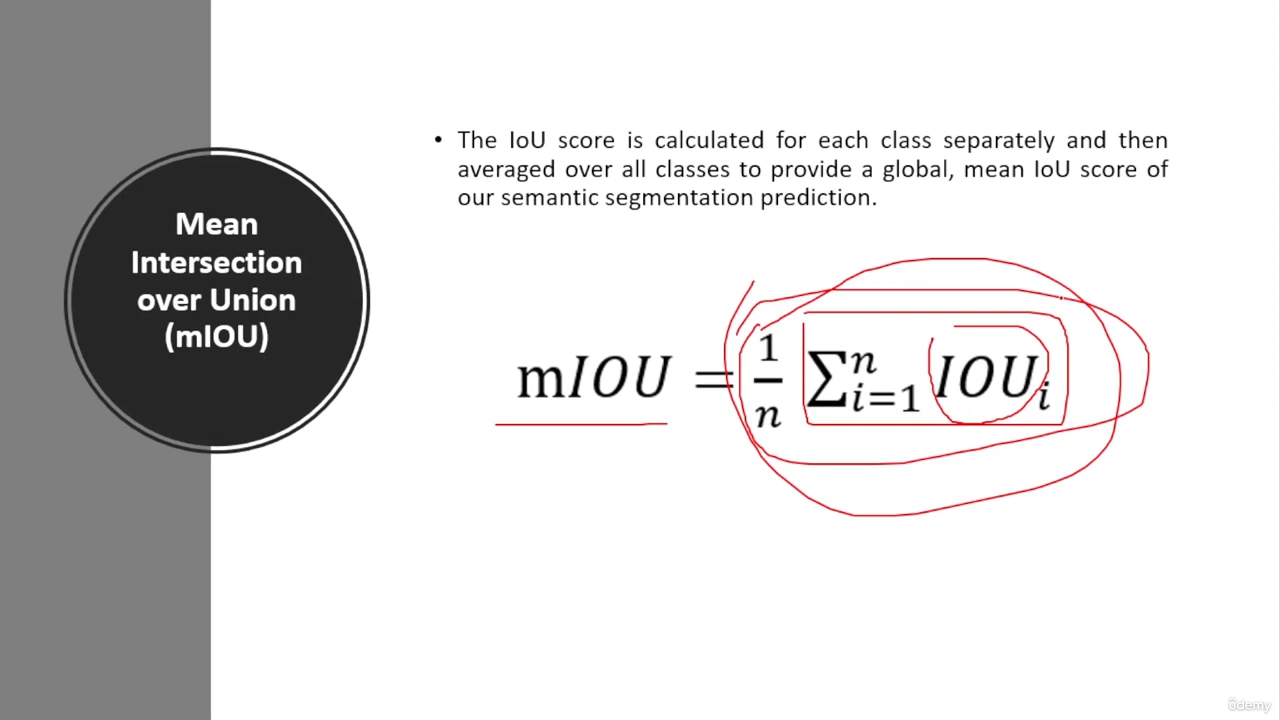 Mean
Intersection
over Union
(mIOU)
• The IoU score is calculated for each class separately and then
averaged over all classes to provide a global, mean IoU score of
our semantic segmentation prediction.
mIOU = 1/n ∑ⁿᵢ₌₁ IOUᵢ
ûdemy